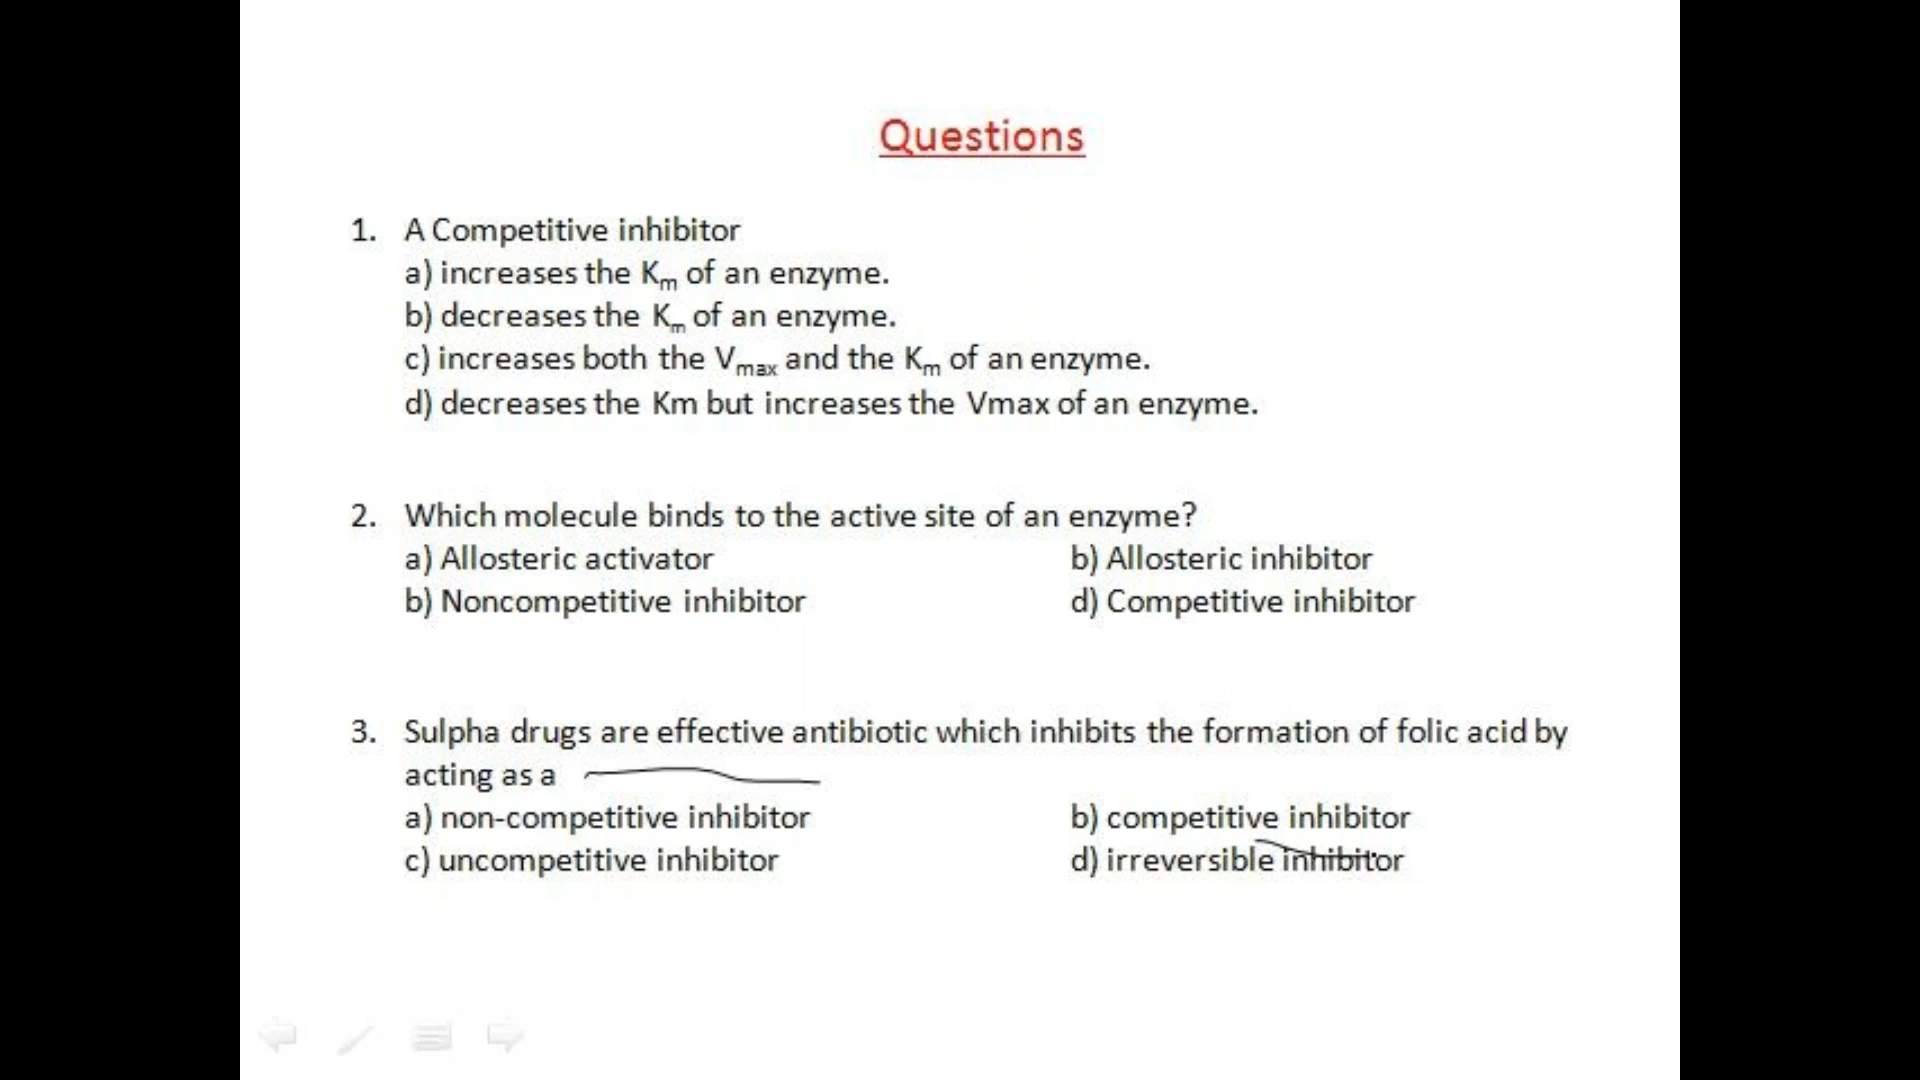 Questions
1. A Competitive inhibitor
a) increases the Km of an enzyme.
b) decreases the Km of an enzyme.
c) increases both the Vmax and the Km of an enzyme.
d) decreases the Km but increases the Vmax of an enzyme.
2. Which molecule binds to the active site of an enzyme?
a) Allosteric activator b) Allosteric inhibitor
b) Noncompetitive inhibitor d) Competitive inhibitor
3. Sulpha drugs are effective antibiotic which inhibits the formation of folic acid by
acting as a
a) non-competitive inhibitor b) competitive inhibitor
c) uncompetitive inhibitor d) irreversible inhibitor